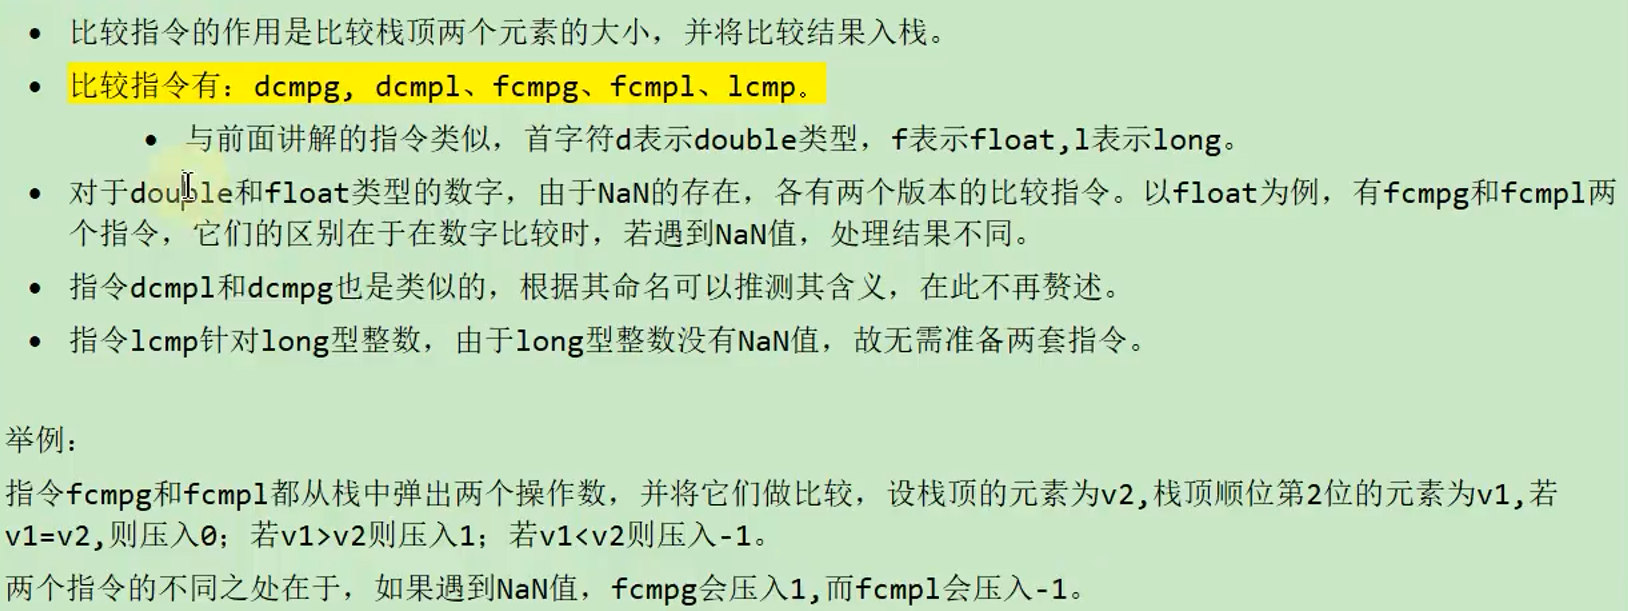 • 比较指令的作用是比较栈顶两个元素的大小，并将比较结果入栈。
• 比较指令有：dcmpg, dcmpl、fcmpg、fcmpl、lcmp。
• 与前面讲解的指令类似，首字符d表示double类型，f表示float,l表示long。
• 对于double和float类型的数字，由于NaN的存在，各有两个版本的比较指令。以float为例，有fcmpg和fcmpl两
个指令，它们的区别在于在数字比较时，若遇到NaN值，处理结果不同。
• 指令dcmpl和dcmpg也是类似的，根据其命名可以推测其含义，在此不再赘述。
• 指令lcmp针对long型整数，由于long型整数没有NaN值，故无需准备两套指令。
举例：
指令fcmpg和fcmpl都从栈中弹出两个操作数，并将它们做比较，设栈顶的元素为v2,栈顶顺位第2位的元素为v1,若
v1=v2,则压入0；若v1>v2则压入1；若v1<v2则压入-1。
两个指令的不同之处在于，如果遇到NaN值，fcmpg会压入1,而fcmpl会压入-1。